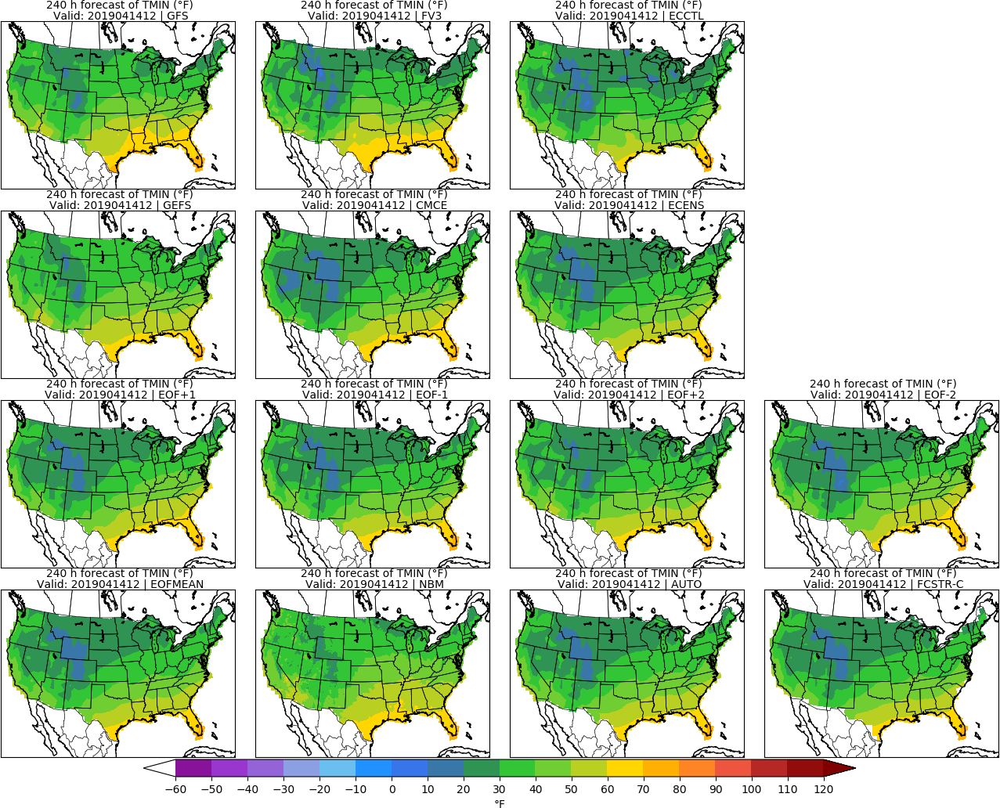 240 h forecast of TMIN (°F)
Valid: 2019041412 | GFS
240 h forecast of TMIN (°F)
Valid: 2019041412 | FV3
240 h forecast of TMIN (°F)
Valid: 2019041412 | ECCTL
240 h forecast of TMIN (°F)
Valid: 2019041412 | GEFS
240 h forecast of TMIN (°F)
Valid: 2019041412 | CMCE
240 h forecast of TMIN (°F)
Valid: 2019041412 | ECENS
240 h forecast of TMIN (°F)
Valid: 2019041412 | EOF+1
240 h forecast of TMIN (°F)
Valid: 2019041412 | EOF-1
240 h forecast of TMIN (°F)
Valid: 2019041412 | EOF+2
240 h forecast of TMIN (°F)
Valid: 2019041412 | EOF-2
240 h forecast of TMIN (°F)
Valid: 2019041412 | EOFMEAN
240 h forecast of TMIN (°F)
Valid: 2019041412 | NBM
240 h forecast of TMIN (°F)
Valid: 2019041412 | AUTO
240 h forecast of TMIN (°F)
Valid: 2019041412 | FCSTR-C
−60 −50 −40 −30 −20 −10 0 10 20 30 40 50 60 70 80 90 100 110 120
°F